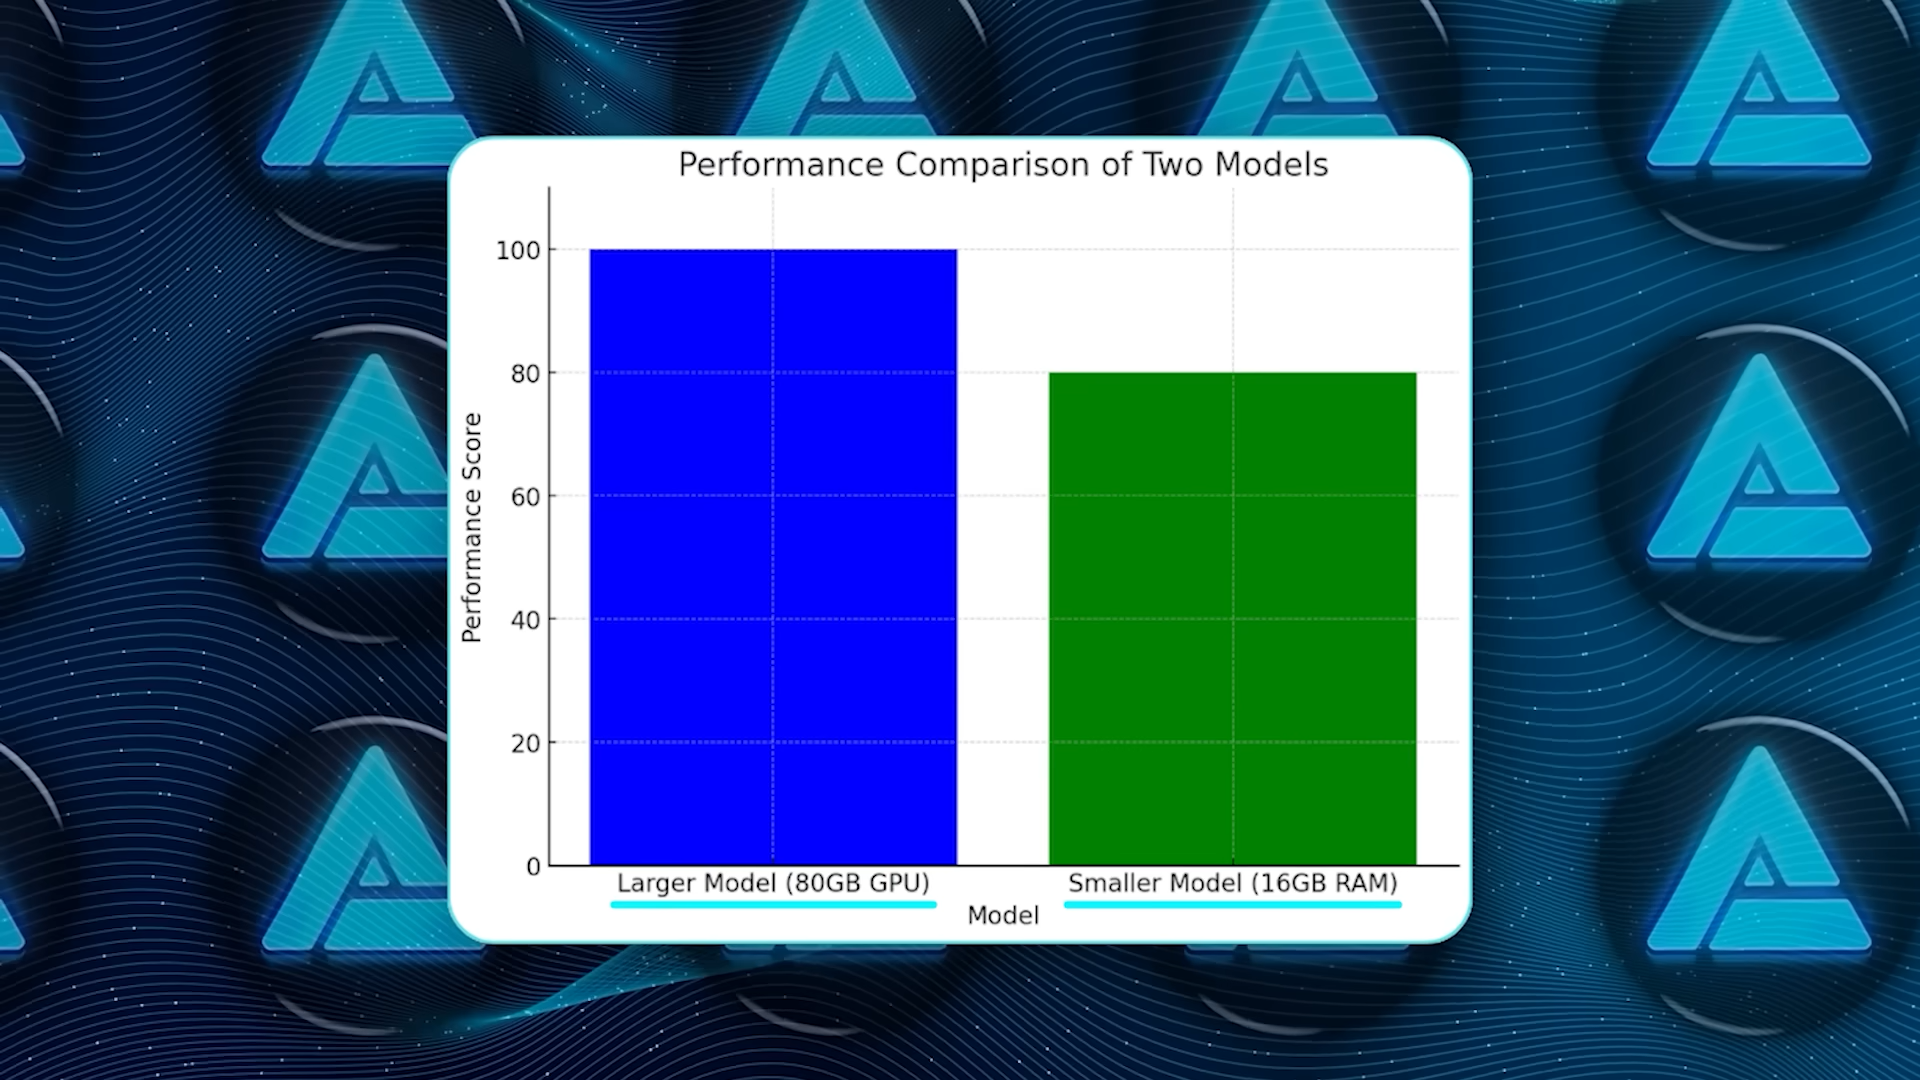 Performance Comparison of Two Models
Performance Score
100
80
60
40
20
0
Larger Model (80GB GPU)
Smaller Model (16GB RAM)
Model